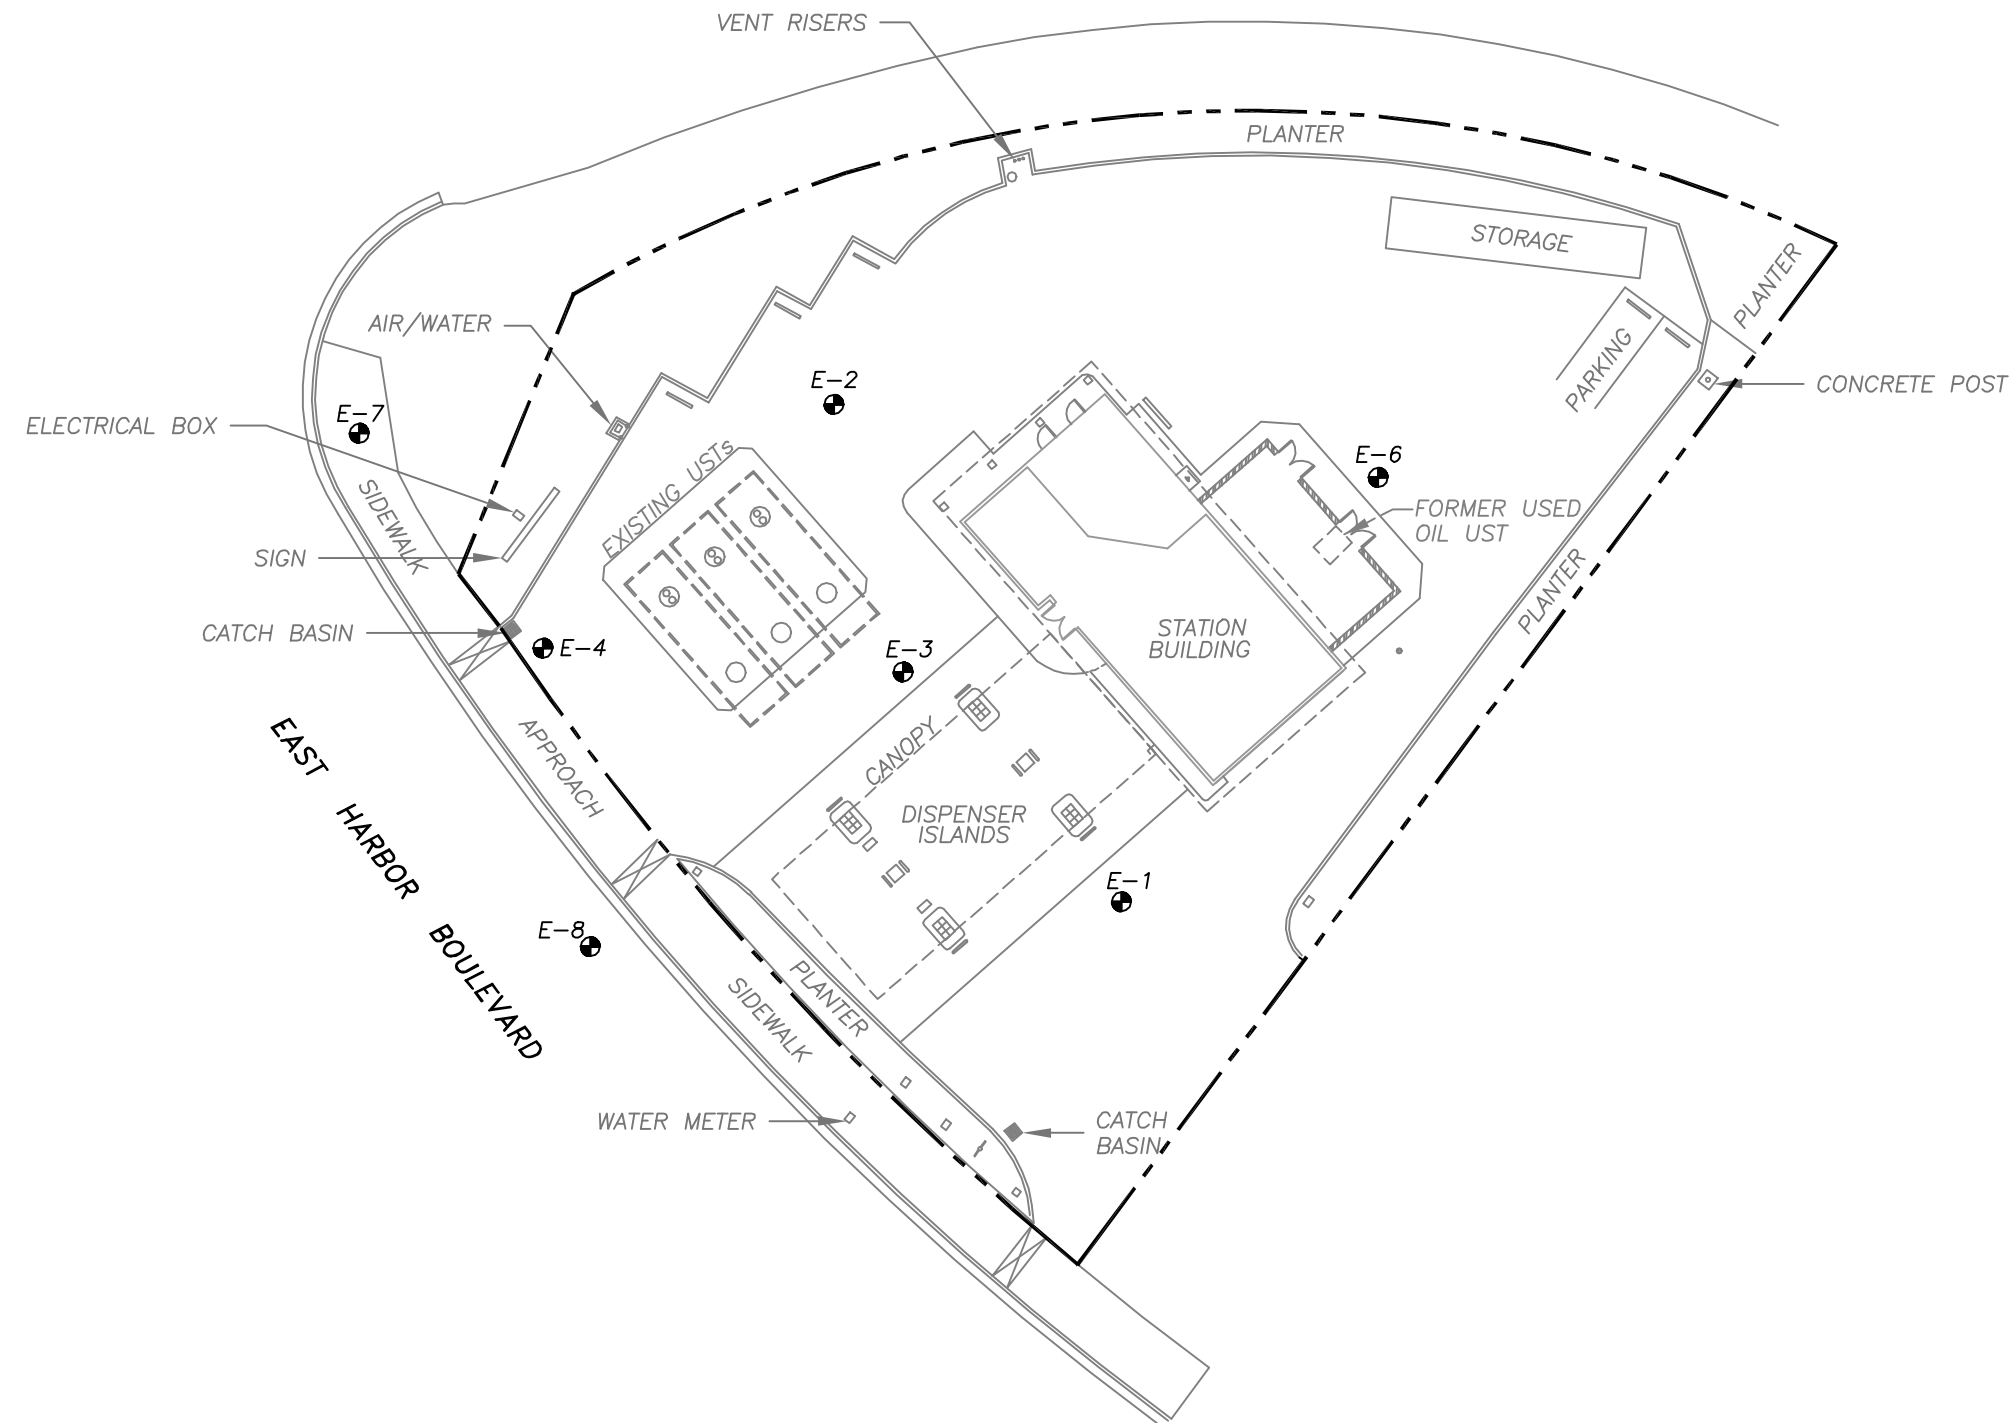 VENT RISERS
PLANTER
STORAGE
PLANTER
AIR/WATER
PARKING
CONCRETE POST
E-2
E-7
ELECTRICAL BOX
E-6
EXISTING USTs
FORMER USED
OIL UST
SIDEWALK
SIGN
PLANTER
CATCH BASIN
E-4
E-3
STATION
BUILDING
CANOPY
APPROACH
EAST HARBOR BOULEVARD
DISPENSER
ISLANDS
E-1
E-8
PLANTER
SIDEWALK
WATER METER
CATCH
BASIN